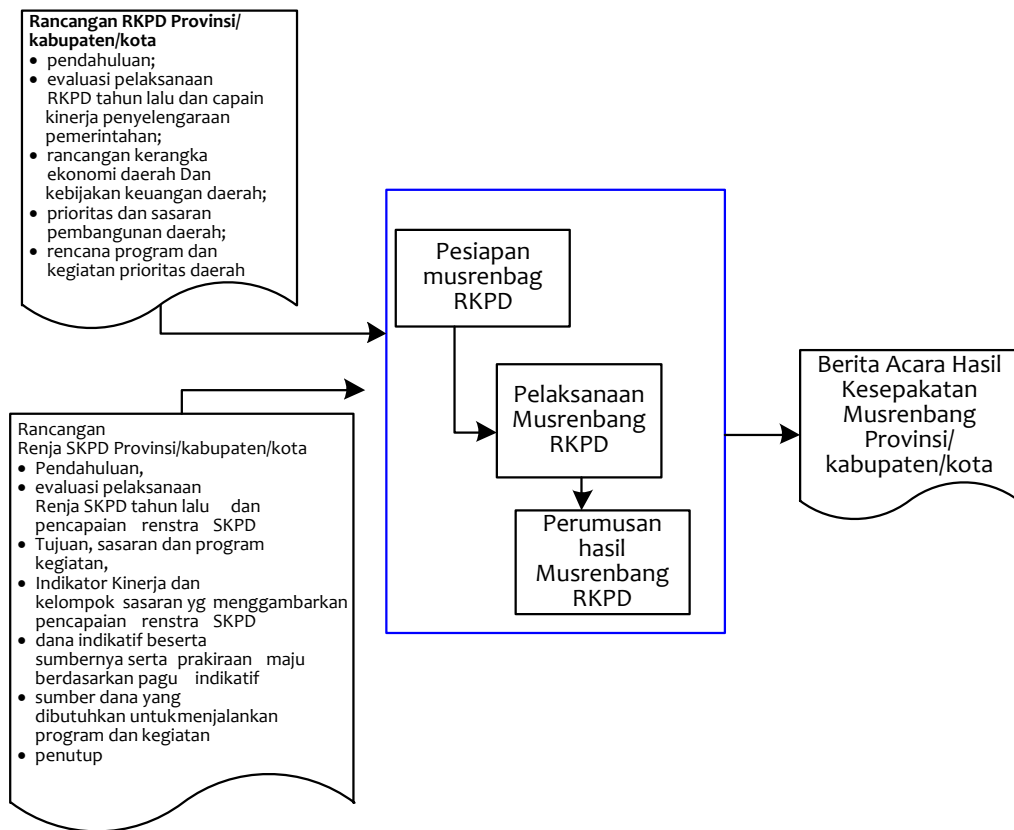 Rancangan RKPD Provinsi/
kabupaten/kota
• pendahuluan;
• evaluasi pelaksanaan
RKPD tahun lalu dan capain
kinerja penyelengaraan
pemerintahan;
• rancangan kerangka
ekonomi daerah Dan
kebijakan keuangan daerah;
• prioritas dan sasaran
pembangunan daerah;
• rencana program dan
kegiatan prioritas daerah
Rancangan
Renja SKPD Provinsi/kabupaten/kota
• Pendahuluan,
• evaluasi pelaksanaan
Renja SKPD tahun lalu dan
pencapaian renstra SKPD
• Tujuan, sasaran dan program
kegiatan,
• Indikator Kinerja dan
kelompok sasaran yg menggambarkan
pencapaian renstra SKPD
• dana indikatif beserta
sumbernya serta prakiraan maju
berdasarkan pagu indikatif
• sumber dana yang
dibutuhkan untukmenjalankan
program dan kegiatan
• penutup
Pesiapan
musrenbag
RKPD
Pelaksanaan
Musrenbang
RKPD
Perumusan
hasil
Musrenbang
RKPD
Berita Acara Hasil
Kesepakatan
Musrenbang
Provinsi/
kabupaten/kota